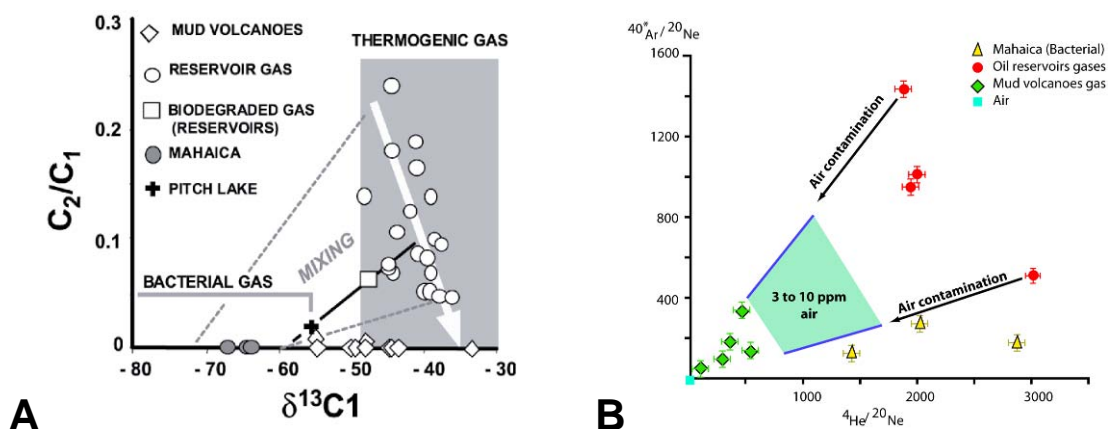 0.3
0.2
0.1
0
C₂/C₁
MUD VOLCANOES
RESERVOIR GAS
BIODEGRADED GAS
(RESERVOIRS)
MAHAICA
PITCH LAKE
THERMOGENIC GAS
MIXING
BACTERIAL GAS
-80
-70
-60
-50
-40
-30
δ¹³C1
A
40*Ar/20Ne
1600
1200
800
400
Mahaica (Bacterial)
Oil reservoirs gases
Mud volcanoes gas
Air
Air contamination
Air contamination
3 to 10 ppm
air
1000
2000
3000
⁴He/²⁰Ne
B